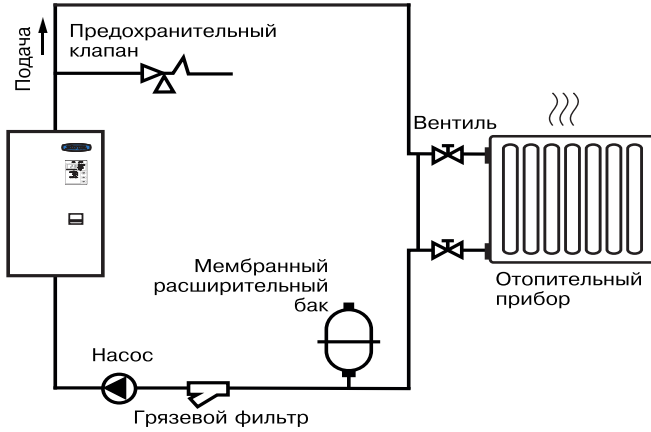 Подача
Предохранительный
клапан
Вентиль
Мембранный
расширительный
бак
Отопительный
прибор
Насос
Грязевой фильтр